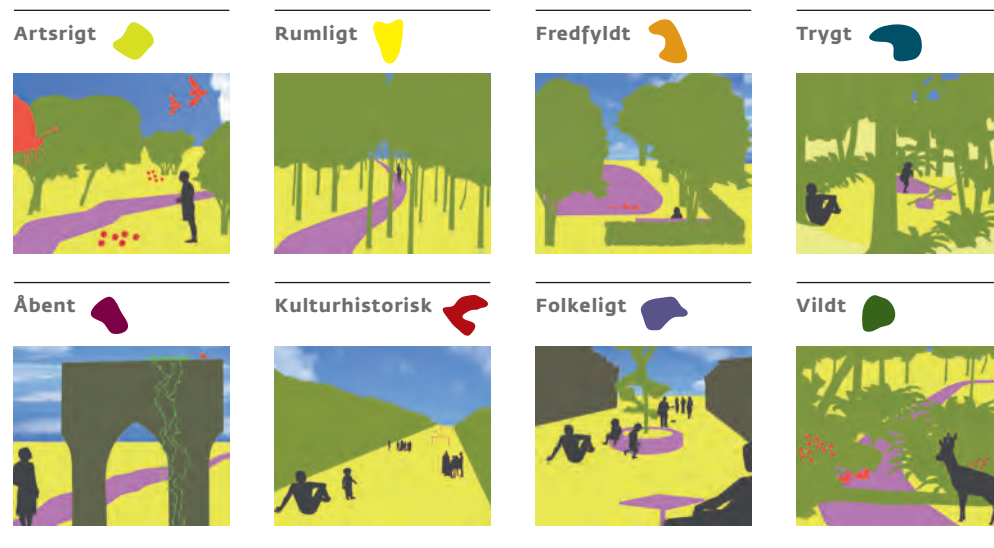 Artsrigt
Rumligt
Fredfyldt
Trygt
Åbent
Kulturhistorisk
Folkeligt
Vildt